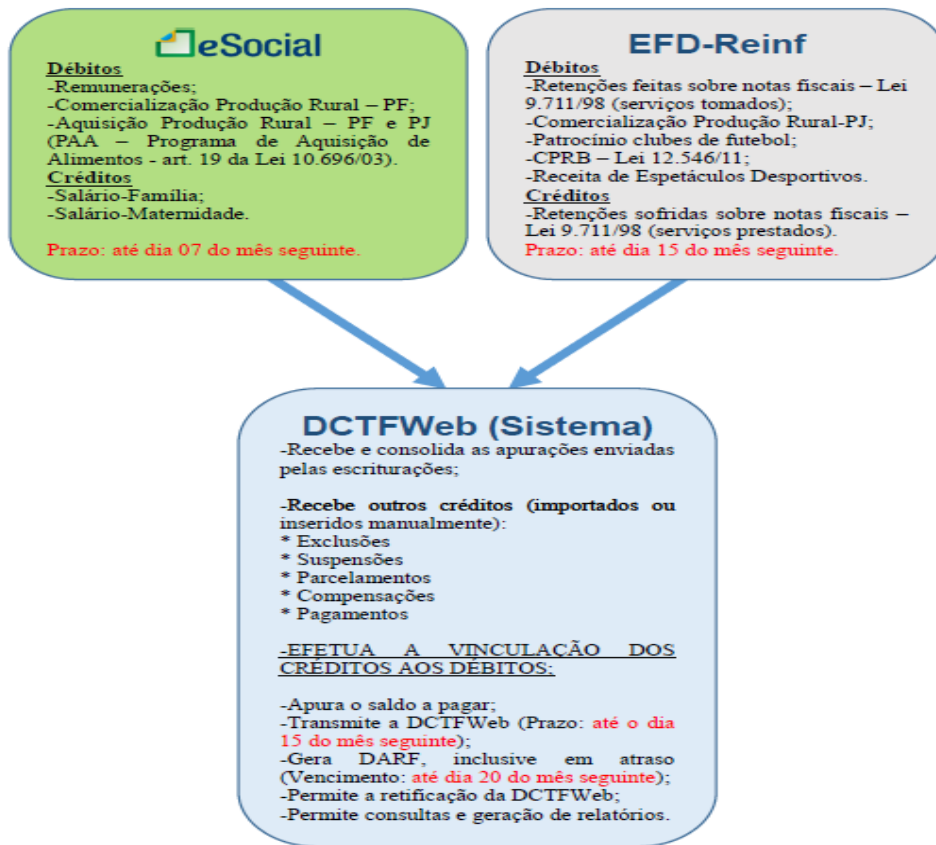 eSocial
Débitos
-Remunerações;
-Comercialização Produção Rural – PF;
-Aquisição Produção Rural – PF e PJ
(PAA – Programa de Aquisição de
Alimentos - art. 19 da Lei 10.696/03).
Créditos
-Salário-Família;
-Salário-Maternidade.
Prazo: até dia 07 do mês seguinte.
EFD-Reinf
Débitos
-Retenções feitas sobre notas fiscais – Lei
9.711/98 (serviços tomados);
-Comercialização Produção Rural-PJ;
-Patrocínio clubes de futebol;
-CPRB – Lei 12.546/11;
-Receita de Espetáculos Desportivos.
Créditos
-Retenções sofridas sobre notas fiscais –
Lei 9.711/98 (serviços prestados).
Prazo: até dia 15 do mês seguinte.
DCTFWeb (Sistema)
-Recebe e consolida as apurações enviadas
pelas escriturações;
-Recebe outros créditos (importados ou
inseridos manualmente):
* Exclusões
* Suspensões
* Parcelamentos
* Compensações
* Pagamentos
-EFETUA A VINCULAÇÃO DOS
CRÉDITOS AOS DÉBITOS;
-Apura o saldo a pagar;
-Transmite a DCTFWeb (Prazo: até o dia
15 do mês seguinte);
-Gera DARF, inclusive em atraso
(Vencimento: até dia 20 do mês seguinte);
-Permite a retificação da DCTFWeb;
-Permite consultas e geração de relatórios.